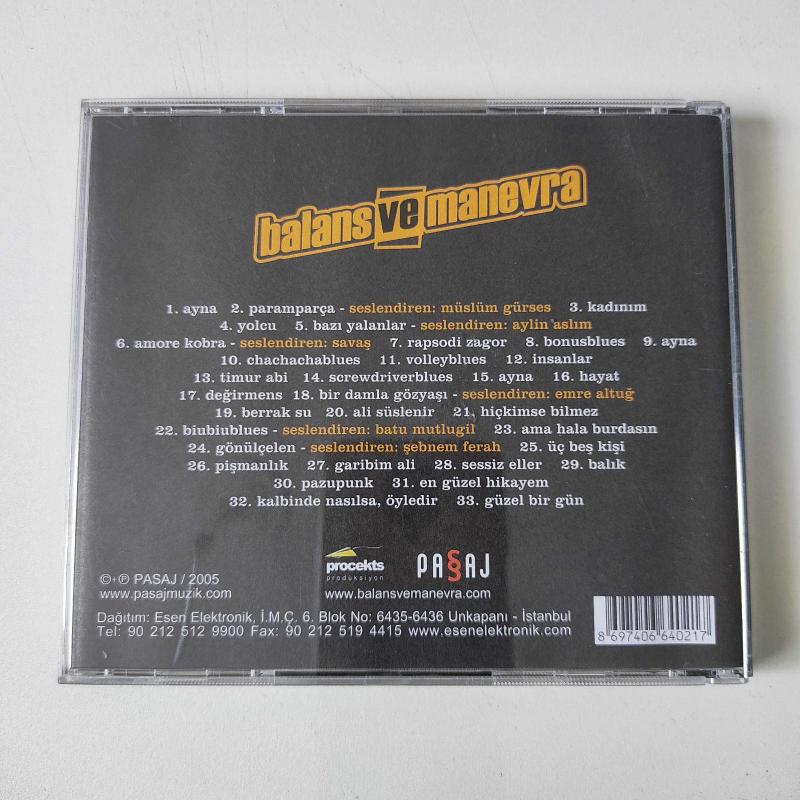 balans ve manevra
1. ayna 2. paramparça - seslendiren: müslüm gürses 3. kadınım
4. yolcu 5. bazı yalanlar - seslendiren: aylin aslım
6. amore kobra - seslendiren: savaş 7. rapsodi zagor 8. bonusblues 9. ayna
10. chachachablues 11. volleyblues 12. insanlar
13. timur abi 14. screwdriverblues 15. ayna 16. hayat
17. değirmens 18. bir damla gözyaşı - seslendiren: emre altuğ
19. berrak su 20. ali süslenir 21. hiçkimse bilmez
22. biubiublues - seslendiren: batu mutlugil 23. ama hala burdasın
24. gönülçelen - seslendiren: şebnem ferah 25. üç beş kişi
26. pişmanlık 27. garibim ali 28. sessiz eller 29. balık
30. pazupunk 31. en güzel hikayem
32. kalbinde nasılsa, öyledir 33. güzel bir gün
procekts
prodüksiyon
PASAJ
©+℗ PASAJ / 2005
www.pasajmuzik.com
www.balansvemanevra.com
Dağıtım: Esen Elektronik, İ.M.Ç. 6. Blok No: 6435-6436 Unkapanı - İstanbul
Tel: 90 212 512 9900 Fax: 90 212 519 4415 www.esenelektronik.com
8 697406 640217